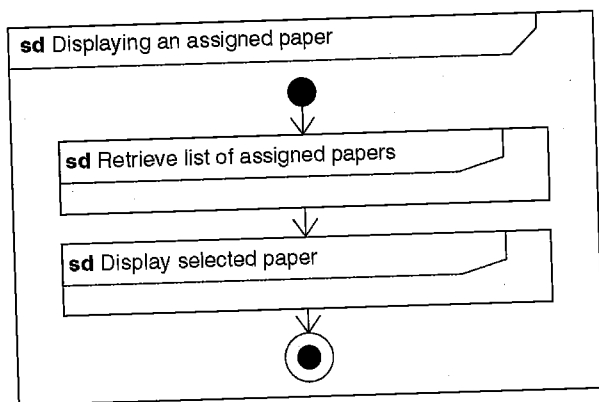 sd Displaying an assigned paper
sd Retrieve list of assigned papers
sd Display selected paper